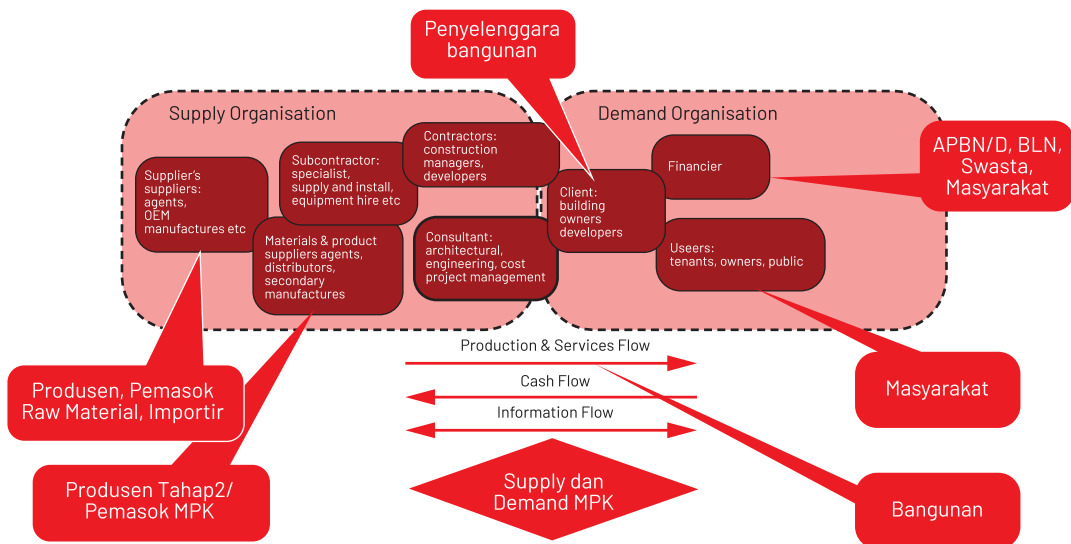 Penyelenggara
bangunan
Supply Organisation
Demand Organisation
Supplier's
suppliers:
agents,
OEM
manufactures etc
Subcontractor:
specialist,
supply and install,
equipment hire etc
Contractors:
construction
managers,
developers
Materials & product
suppliers agents,
distributors,
secondary
manufactures
Consultant:
architectural,
engineering, cost
project management
Client:
building
owners
developers
Financier
Useers:
tenants, owners, public
APBN/D, BLN,
Swasta,
Masyarakat
Production & Services Flow
Cash Flow
Information Flow
Produsen, Pemasok
Raw Material, Importir
Masyarakat
Produsen Tahap2/
Pemasok MPK
Supply dan
Demand MPK
Bangunan